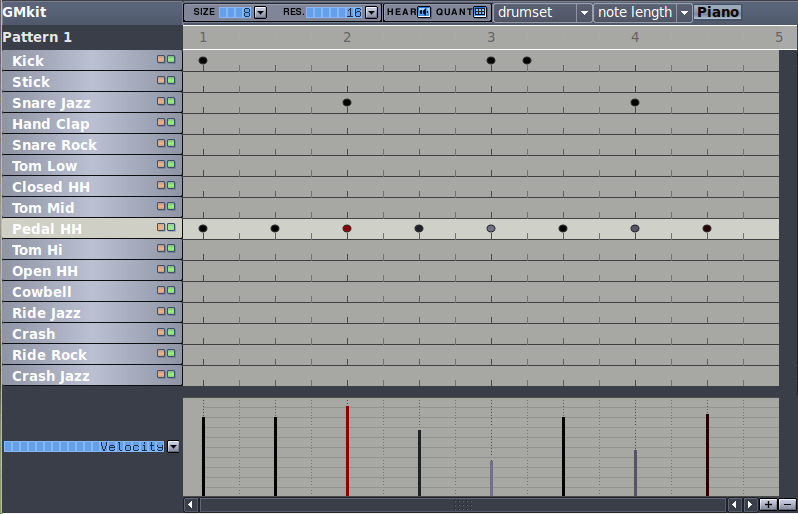 GMkit SIZE 8 RES. 16 HEAR QUANT drumset note length Piano
Pattern 1 1 2 3 4 5
Kick
Stick
Snare Jazz
Hand Clap
Snare Rock
Tom Low
Closed HH
Tom Mid
Pedal HH
Tom Hi
Open HH
Cowbell
Ride Jazz
Crash
Ride Rock
Crash Jazz
Velocity